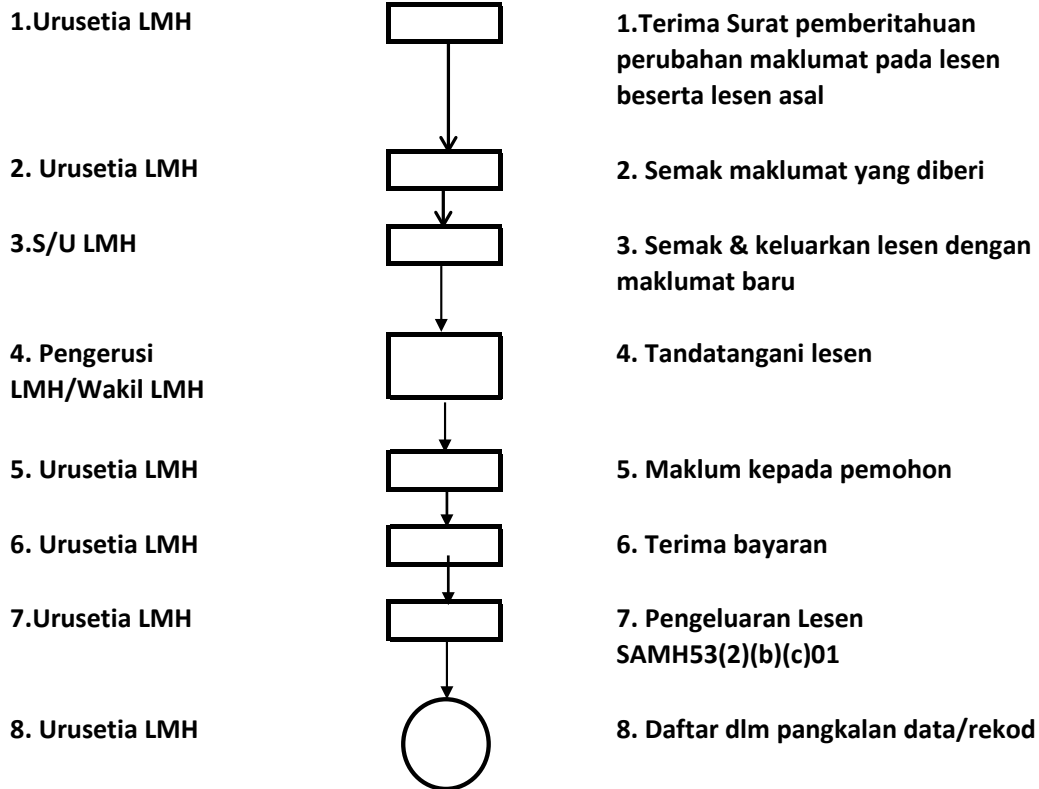 1.Urusetia LMH
1.Terima Surat pemberitahuan
perubahan maklumat pada lesen
beserta lesen asal
2. Urusetia LMH
2. Semak maklumat yang diberi
3.S/U LMH
3. Semak & keluarkan lesen dengan
maklumat baru
4. Pengerusi
LMH/Wakil LMH
4. Tandatangani lesen
5. Urusetia LMH
5. Maklum kepada pemohon
6. Urusetia LMH
6. Terima bayaran
7.Urusetia LMH
7. Pengeluaran Lesen
SAMH53(2)(b)(c)01
8. Urusetia LMH
8. Daftar dlm pangkalan data/rekod